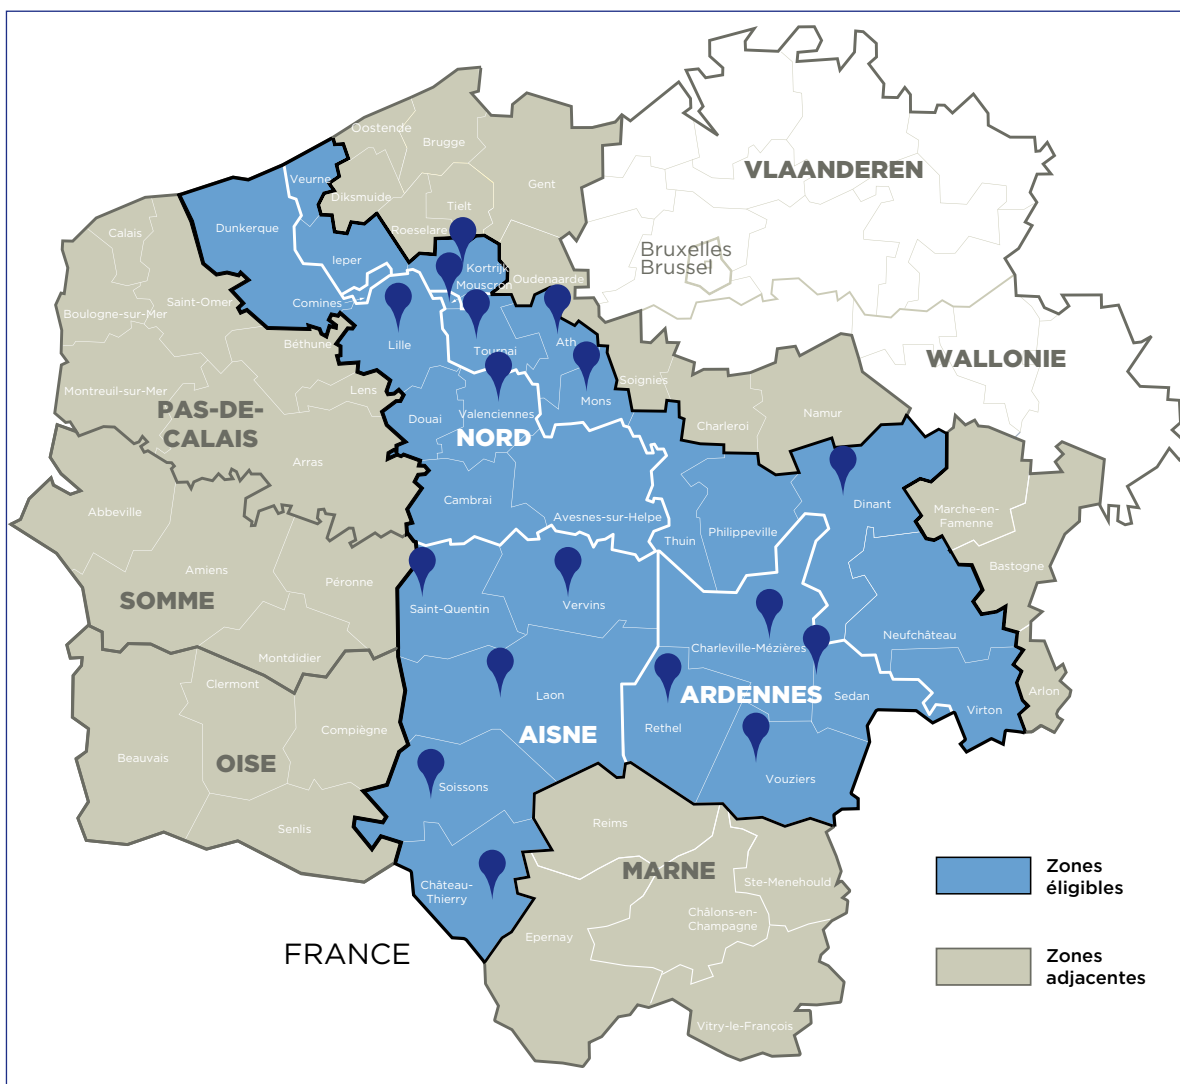 Oostende
Brugge
VLAANDEREN
Veurne
Gent
Diksmuide
Tielt
Dunkerque
Calais
Roeselare
Bruxelles
Brussel
Ieper
Kortrijk
Oudenaarde
Mouscron
Saint-Omer
Comines
Boulogne-sur-Mer
Béthune
Lille
Tournai
Ath
WALLONIE
Soignies
Montreuil-sur-Mer
Lens
Mons
PAS-DE-
CALAIS
Douai
Valenciennes
Namur
Charleroi
NORD
Arras
Cambrai
Dinant
Abbeville
Avesnes-sur-Helpe
Philippeville
Marche-en-
Famenne
Thuin
Amiens
Péronne
Bastogne
SOMME
Saint-Quentin
Vervins
Neufchâteau
Montdidier
Charleville-Mézières
Clermont
Laon
ARDENNES
Sedan
Arlon
Virton
Compiègne
Rethel
AISNE
Beauvais
OISE
Soissons
Vouziers
Senlis
Reims
MARNE
Zones
éligibles
Château-
Thierry
Ste-Menehould
Châlons-en-
Champagne
Epernay
FRANCE
Zones
adjacentes
Vitry-le-François